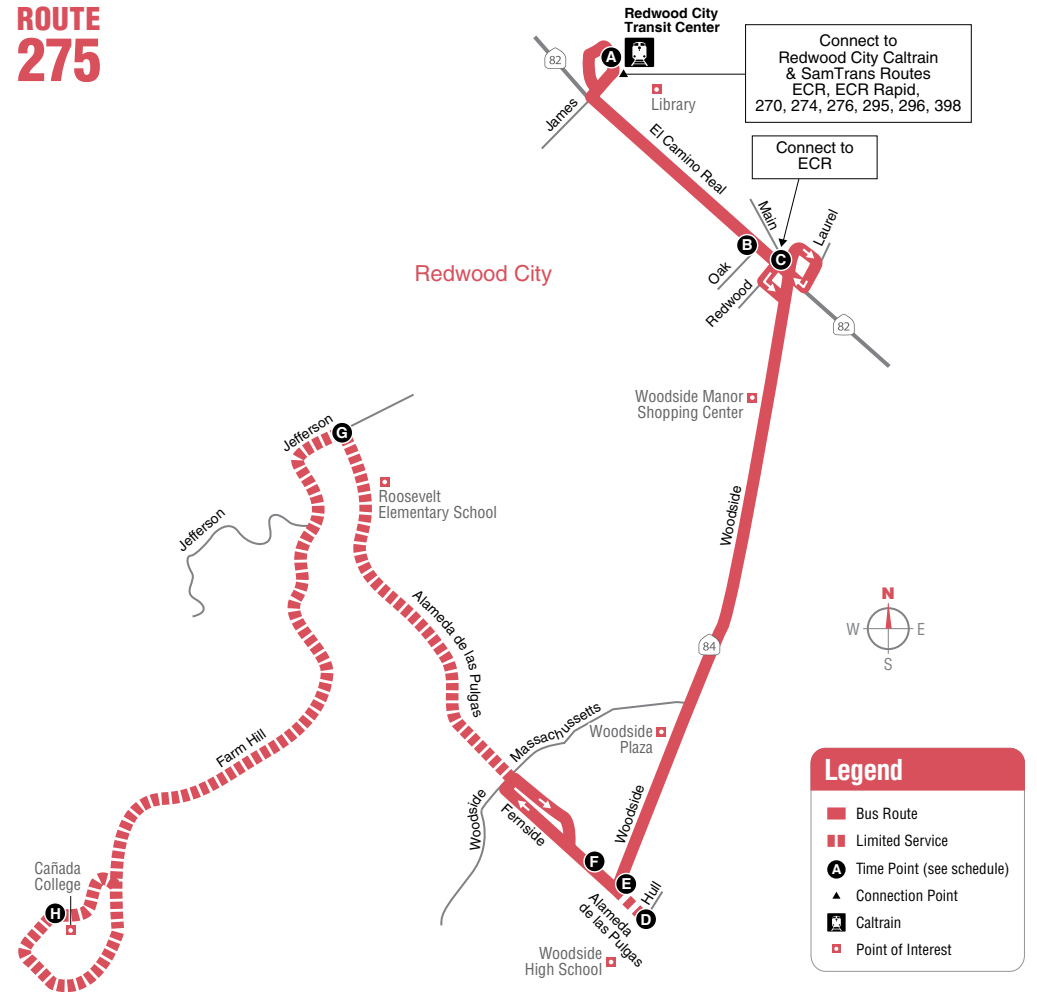 ROUTE
275
Redwood City
Transit Center
A
82
Connect to
Redwood City Caltrain
& SamTrans Routes
ECR, ECR Rapid,
270, 274, 276, 295, 296, 398
James
Library
El Camino Real
Connect to
ECR
Main
Laurel
B
C
Oak
Redwood
Redwood City
82
Woodside Manor
Shopping Center
Jefferson
G
Roosevelt
Elementary School
Jefferson
Woodside
Alameda de las Pulgas
N
W
E
S
84
Massachussetts
Woodside
Plaza
Farm Hill
Woodside
Fernside
Woodside
F
E
Hull
D
Alameda
de las Pulgas
Woodside
High School
Cañada
College
H
Legend
Bus Route
Limited Service
A Time Point (see schedule)
Connection Point
Caltrain
Point of Interest